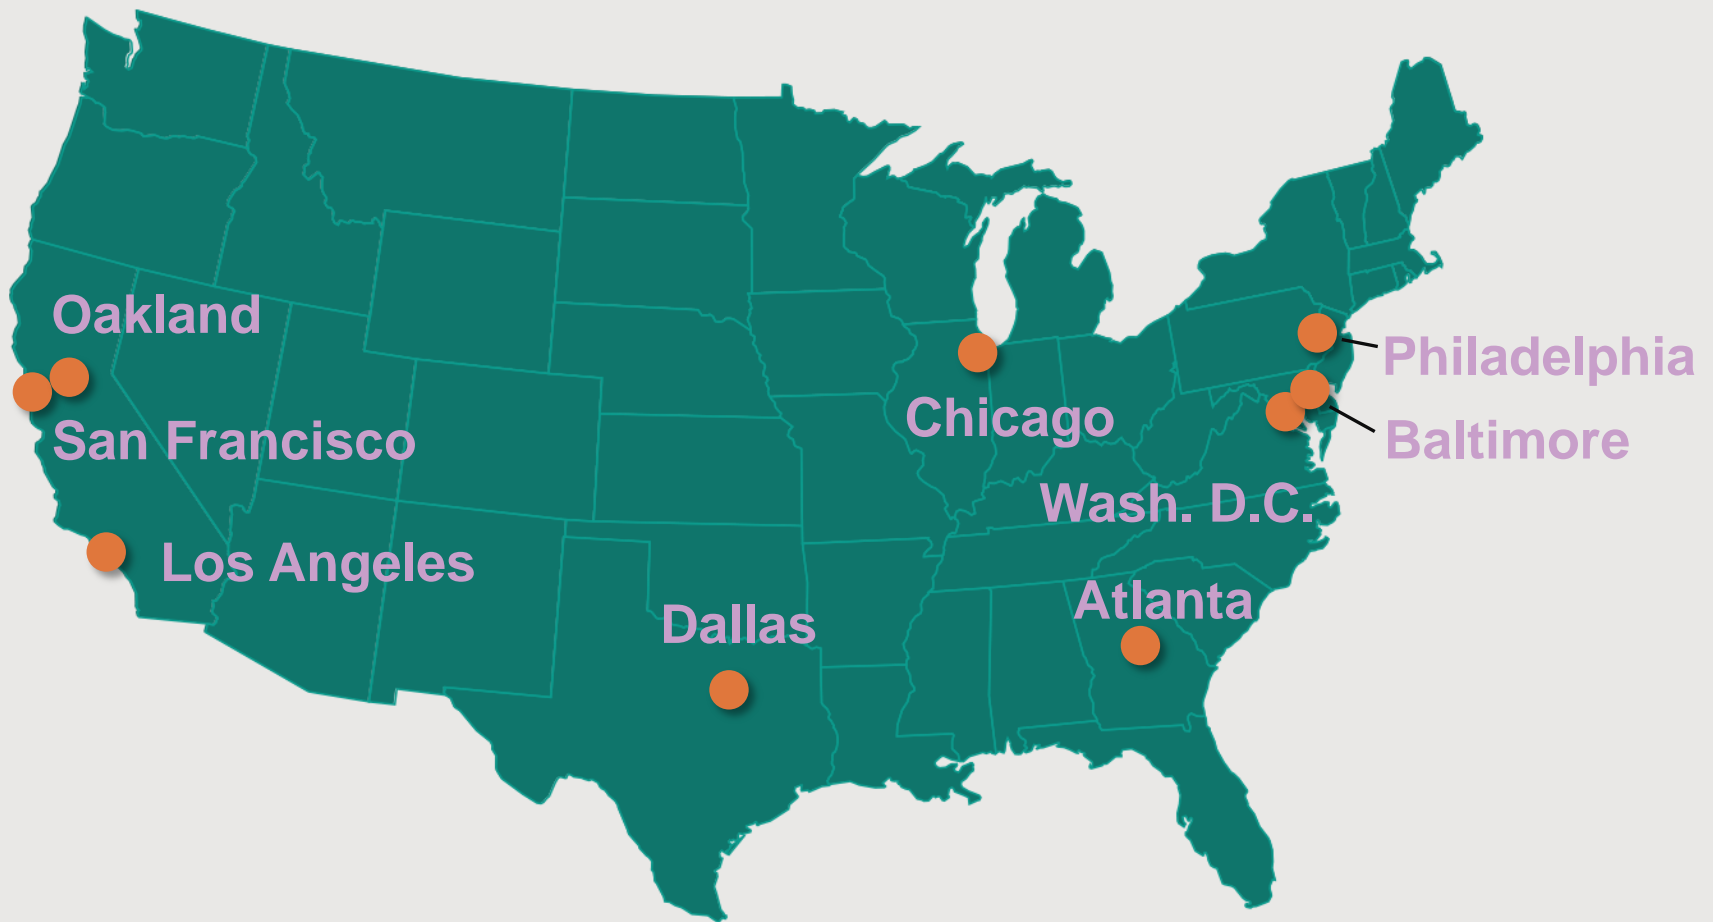 Oakland
San Francisco
Los Angeles
Dallas
Chicago
Wash. D.C.
Atlanta
Philadelphia
Baltimore